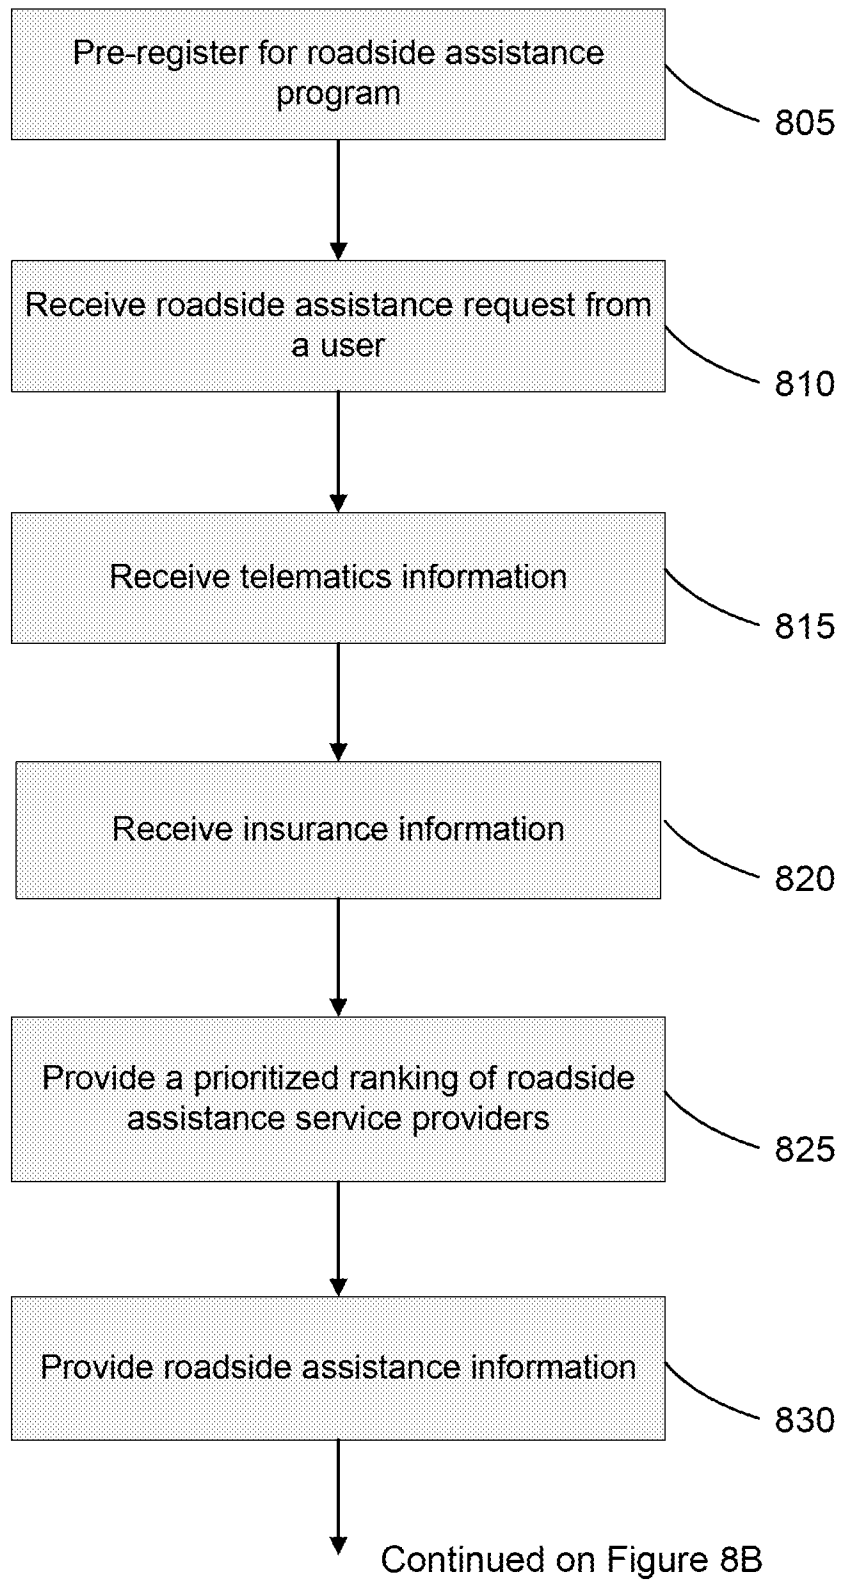 Pre-register for roadside assistance
program
805
Receive roadside assistance request from
a user
810
Receive telematics information
815
Receive insurance information
820
Provide a prioritized ranking of roadside
assistance service providers
825
Provide roadside assistance information
830
Continued on Figure 8B